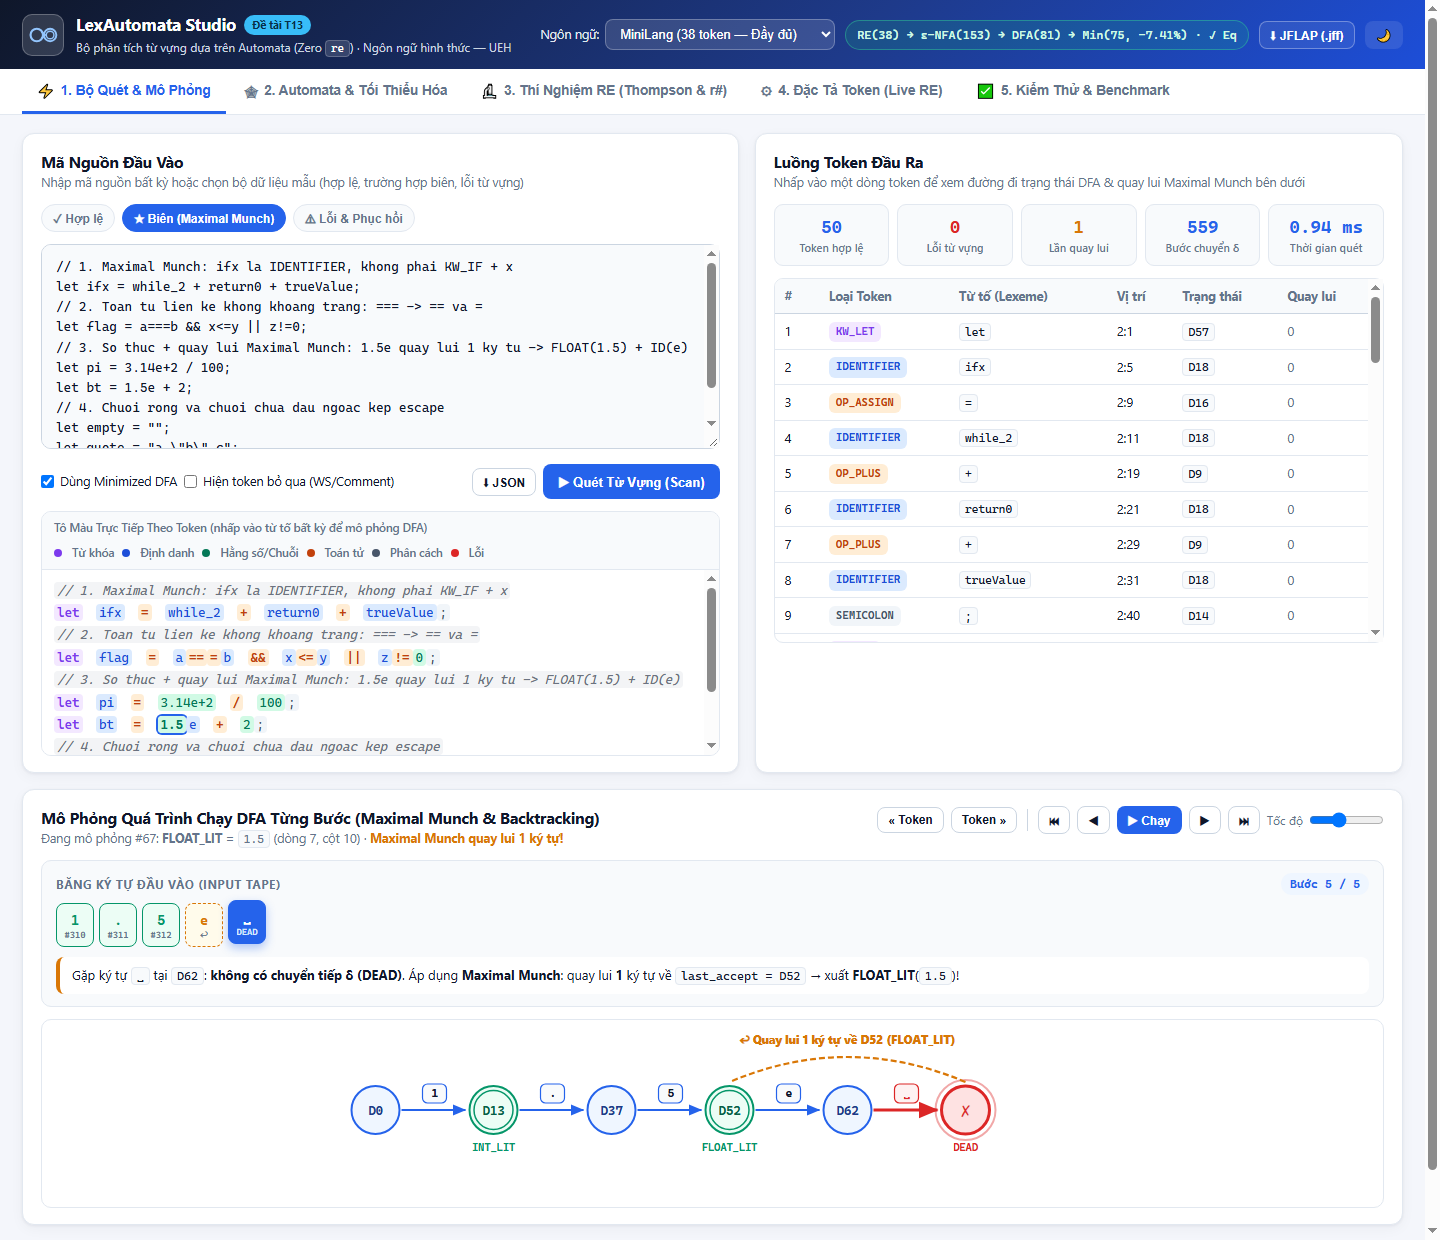 LexAutomata Studio Đề tài T13
Bộ phân tích từ vựng dựa trên Automata (Zero re) · Ngôn ngữ hình thức — UEH
Ngôn ngữ: MiniLang (38 token — Đầy đủ)
RE(38) → ε-NFA(153) → DFA(81) → Min(75, -7.41%) · ✓ Eq
⬇ JFLAP (.jff)
1. Bộ Quét & Mô Phỏng
2. Automata & Tối Thiểu Hóa
3. Thí Nghiệm RE (Thompson & r#)
4. Đặc Tả Token (Live RE)
5. Kiểm Thử & Benchmark
Mã Nguồn Đầu Vào
Nhập mã nguồn bất kỳ hoặc chọn bộ dữ liệu mẫu (hợp lệ, trường hợp biên, lỗi từ vựng)
✓ Hợp lệ
★ Biên (Maximal Munch)
⚠ Lỗi & Phục hồi
// 1. Maximal Munch: ifx la IDENTIFIER, khong phai KW_IF + x
let ifx = while_2 + return0 + trueValue;
// 2. Toan tu lien ke khong khoang trang: === -> == va =
let flag = a===b && x<=y || z!=0;
// 3. So thuc + quay lui Maximal Munch: 1.5e quay lui 1 ky tu -> FLOAT(1.5) + ID(e)
let pi = 3.14e+2 / 100;
let bt = 1.5e + 2;
// 4. Chuoi rong va chuoi chua dau ngoac kep escape
let empty = "";
let quote = "a \"b\" c";
Dùng Minimized DFA
Hiện token bỏ qua (WS/Comment)
⬇ JSON
▶ Quét Từ Vựng (Scan)
Tô Màu Trực Tiếp Theo Token (nhấp vào từ tố bất kỳ để mô phỏng DFA)
Từ khóa Định danh Hằng số/Chuỗi Toán tử Phân cách Lỗi
// 1. Maximal Munch: ifx la IDENTIFIER, khong phai KW_IF + x
let ifx = while_2 + return0 + trueValue;
// 2. Toan tu lien ke khong khoang trang: === -> == va =
let flag = a===b && x<=y || z!=0;
// 3. So thuc + quay lui Maximal Munch: 1.5e quay lui 1 ky tu -> FLOAT(1.5) + ID(e)
let pi = 3.14e+2 / 100;
let bt = 1.5e + 2;
// 4. Chuoi rong va chuoi chua dau ngoac kep escape
Luồng Token Đầu Ra
Nhấp vào một dòng token để xem đường đi trạng thái DFA & quay lui Maximal Munch bên dưới
50 0 1 559 0.94 ms
Token hợp lệ Lỗi từ vựng Lần quay lui Bước chuyển δ Thời gian quét
# Loại Token Từ tố (Lexeme) Vị trí Trạng thái Quay lui
1 KW_LET let 2:1 D57 0
2 IDENTIFIER ifx 2:5 D18 0
3 OP_ASSIGN = 2:9 D16 0
4 IDENTIFIER while_2 2:11 D18 0
5 OP_PLUS + 2:19 D9 0
6 IDENTIFIER return0 2:21 D18 0
7 OP_PLUS + 2:29 D9 0
8 IDENTIFIER trueValue 2:31 D18 0
9 SEMICOLON ; 2:40 D14 0
Mô Phỏng Quá Trình Chạy DFA Từng Bước (Maximal Munch & Backtracking)
Đang mô phỏng #67: FLOAT_LIT = 1.5 (dòng 7, cột 10) · Maximal Munch quay lui 1 ký tự!
« Token
Token »
⏮ ◀ ▶ Chạy ▶ ⏭ Tốc độ
BĂNG KÝ TỰ ĐẦU VÀO (INPUT TAPE)
Bước 5 / 5
1 . 5 e ␣
#310 #311 #312 ↩ DEAD
Gặp ký tự ␣ tại D62: không có chuyển tiếp δ (DEAD). Áp dụng Maximal Munch: quay lui 1 ký tự về last_accept = D52 → xuất FLOAT_LIT(1.5)!
↩ Quay lui 1 ký tự về D52 (FLOAT_LIT)
1 . 5 e ␣
D0 D13 D37 D52 D62 ✗
INT_LIT FLOAT_LIT DEAD